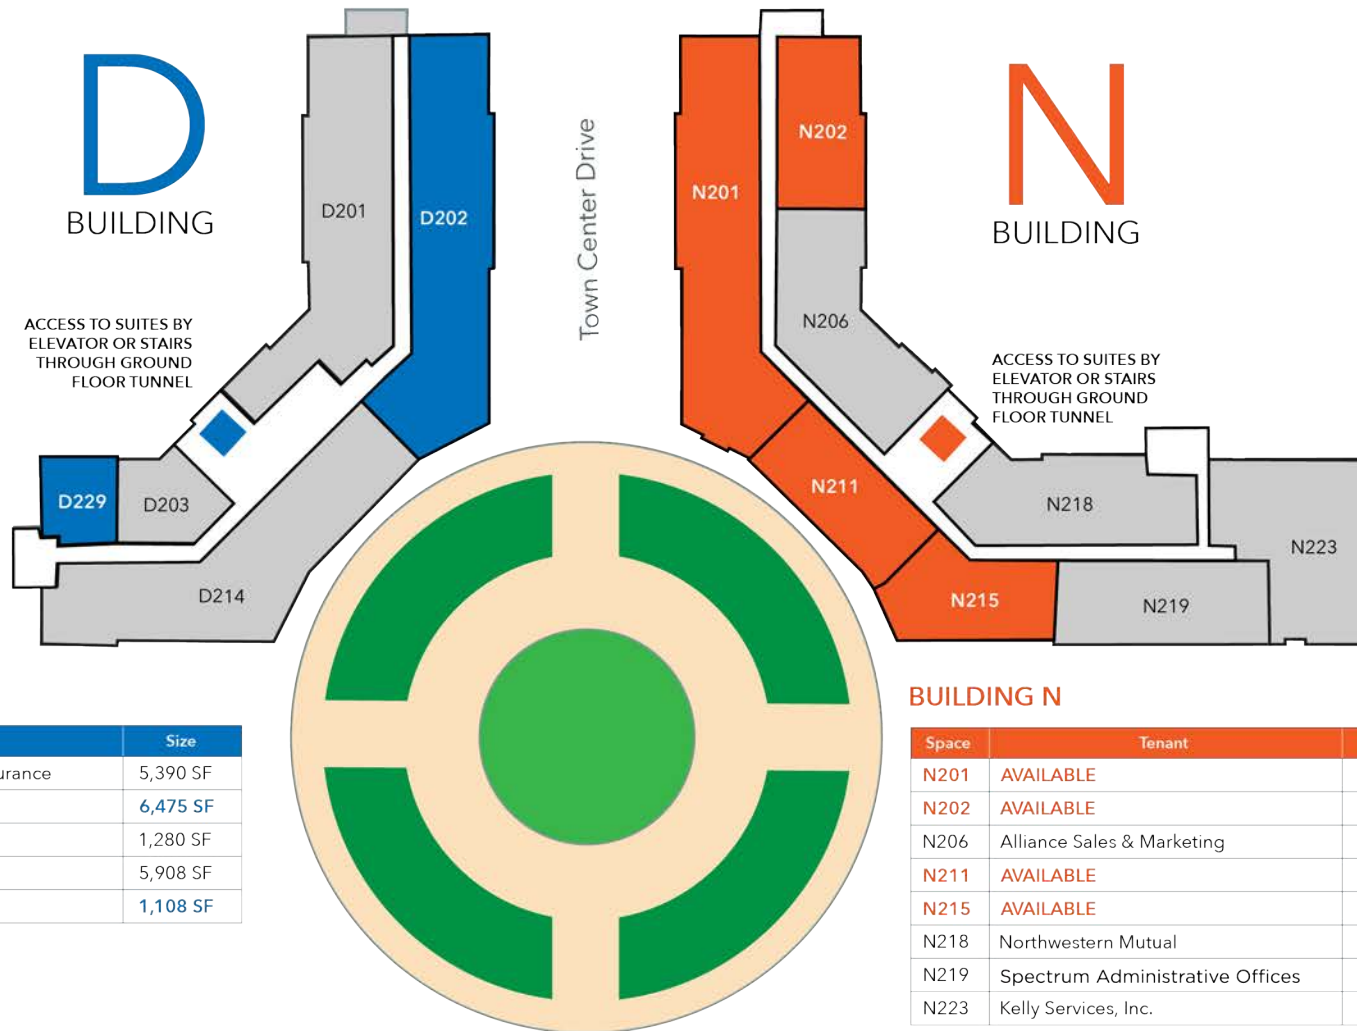 D
BUILDING
ACCESS TO SUITES BY
ELEVATOR OR STAIRS
THROUGH GROUND
FLOOR TUNNEL
D201
D202
D229
D203
D214
Town Center Drive
N
BUILDING
N201
N202
N206
ACCESS TO SUITES BY
ELEVATOR OR STAIRS
THROUGH GROUND
FLOOR TUNNEL
N211
N218
N215
N219
N223
Size
urance 5,390 SF
6,475 SF
1,280 SF
5,908 SF
1,108 SF
BUILDING N
Space Tenant
N201 AVAILABLE
N202 AVAILABLE
N206 Alliance Sales & Marketing
N211 AVAILABLE
N215 AVAILABLE
N218 Northwestern Mutual
N219 Spectrum Administrative Offices
N223 Kelly Services, Inc.